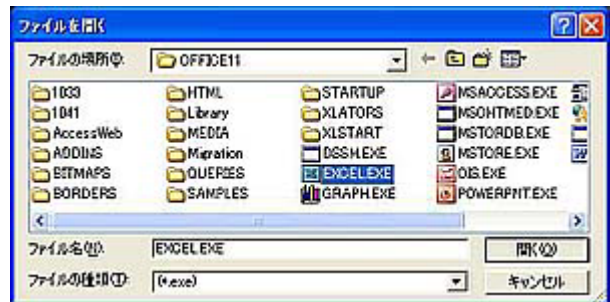 ファイルを開く
ファイルの場所(I): OFFICE11
1033 HTML STARTUP MSACCESS.EXE
1041 Library XLATORS MSOHTMED.EXE
AccessWeb MEDIA XLSTART MSTORDB.EXE
ADDINS Migration DSSM.EXE MSTORE.EXE
BITMAPS QUERIES EXCEL.EXE OIS.EXE
BORDERS SAMPLES GRAPH.EXE POWERPNT.EXE
ファイル名(N): EXCEL.EXE 開く(O)
ファイルの種類(T): (*.exe) キャンセル